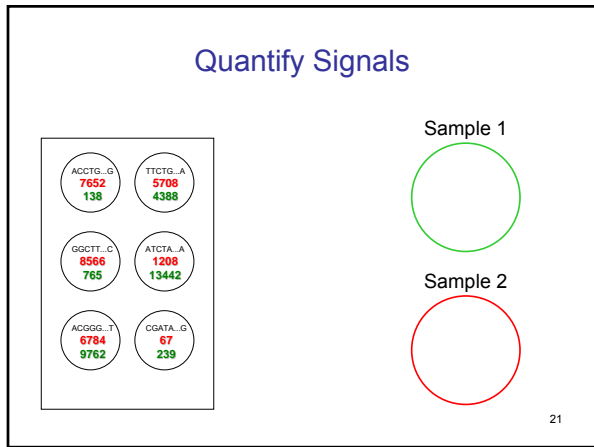 Quantify Signals
ACCTG...G
7652
138
TTCTG...A
5708
4388
GGCTT...C
8566
765
ATCTA...A
1208
13442
ACGGG...T
6784
9762
CGATA...G
67
239
Sample 1
Sample 2
21